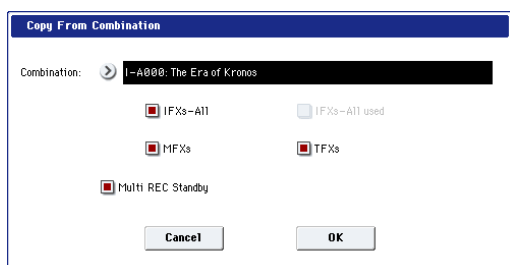 Copy From Combination
Combination: I-A000: The Era of Kronos
IFXs-All IFXs-All used
MFXs TFXs
Multi REC Standby
Cancel OK